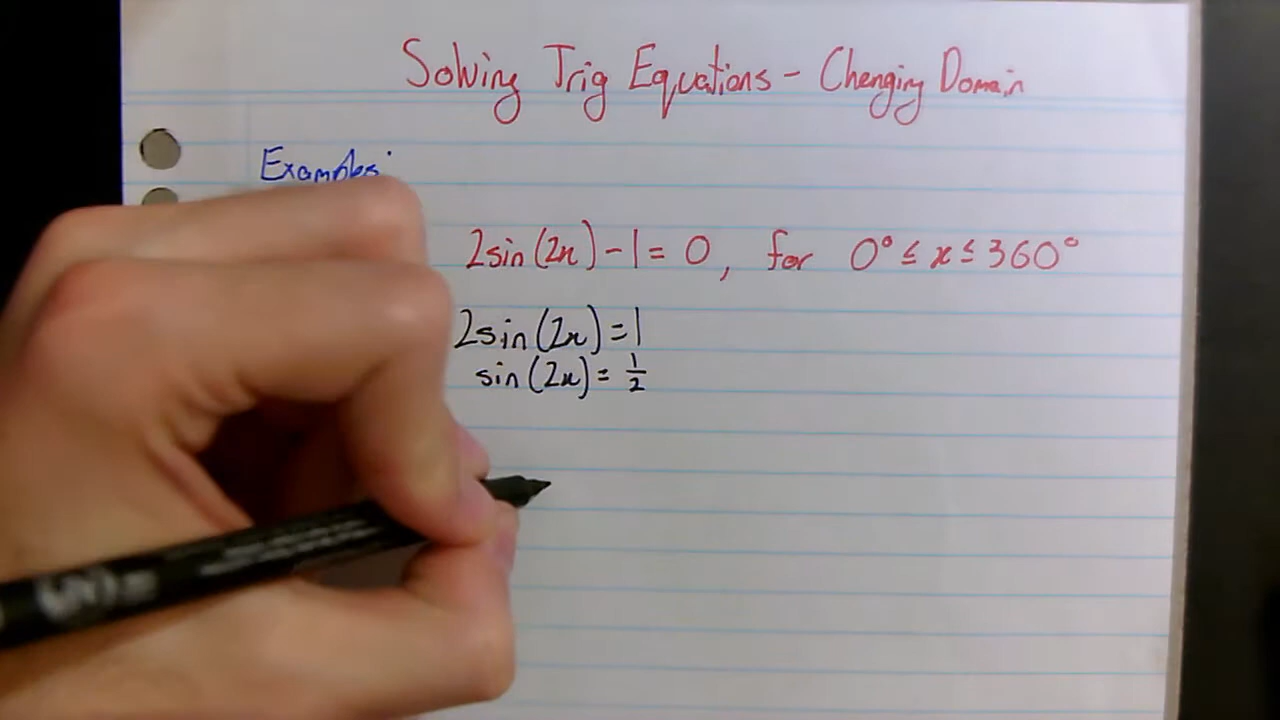 Solving Trig Equations - Changing Domain
Examples:
2sin(2x) - 1 = 0, for 0° ≤ x ≤ 360°
2sin(2x) = 1
sin(2x) = 1/2